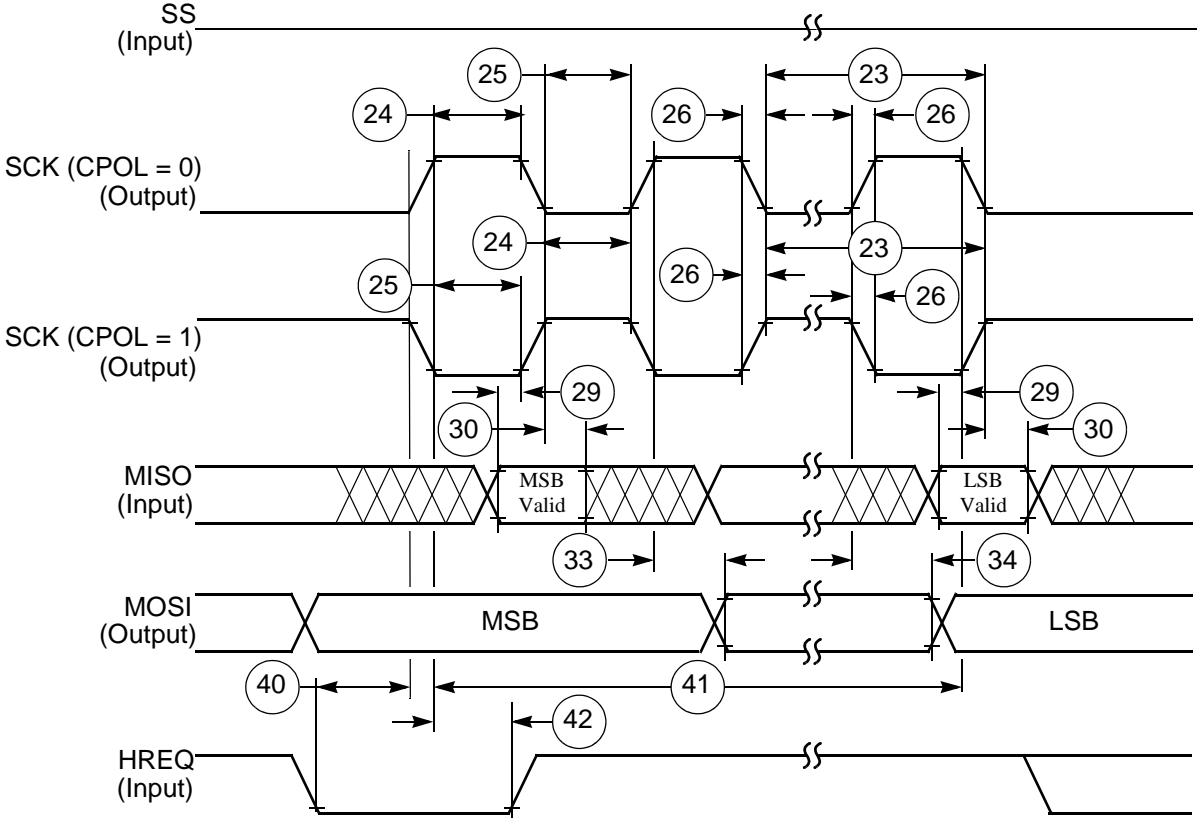 SS
(Input)
25
23
24
26
26
SCK (CPOL = 0)
(Output)
24
23
25
26
26
SCK (CPOL = 1)
(Output)
29
29
30
30
MISO
(Input)
MSB
Valid
LSB
Valid
33
34
MOSI
(Output)
MSB
LSB
40
41
42
HREQ
(Input)